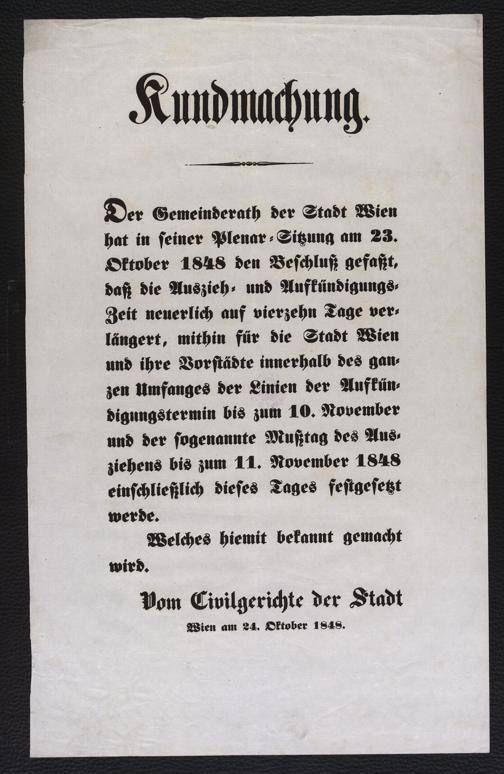 Kundmachung.
Der Gemeinderath der Stadt Wien
hat in seiner Plenar-Sitzung am 23.
Oktober 1848 den Beschluß gefaßt,
daß die Auszieh- und Aufkündigungs-
Zeit neuerlich auf vierzehn Tage ver-
längert, mithin für die Stadt Wien
und ihre Vorstädte innerhalb des gan-
zen Umfanges der Linien der Aufkün-
digungstermin bis zum 10. November
und der sogenannte Mußtag des Aus-
ziehens bis zum 11. November 1848
einschließlich dieses Tages festgesetzt
werde.
Welches hiemit bekannt gemacht
wird.
Vom Civilgerichte der Stadt
Wien am 24. Oktober 1848.